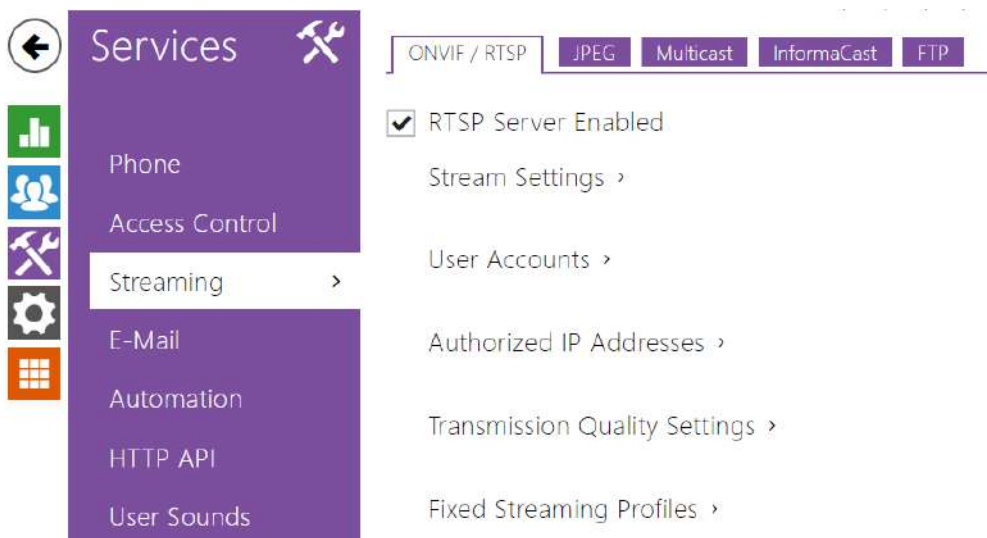 Services
Phone
Access Control
Streaming
E-Mail
Automation
HTTP API
User Sounds
ONVIF / RTSP JPEG Multicast InformaCast FTP
RTSP Server Enabled
Stream Settings ›
User Accounts ›
Authorized IP Addresses ›
Transmission Quality Settings ›
Fixed Streaming Profiles ›